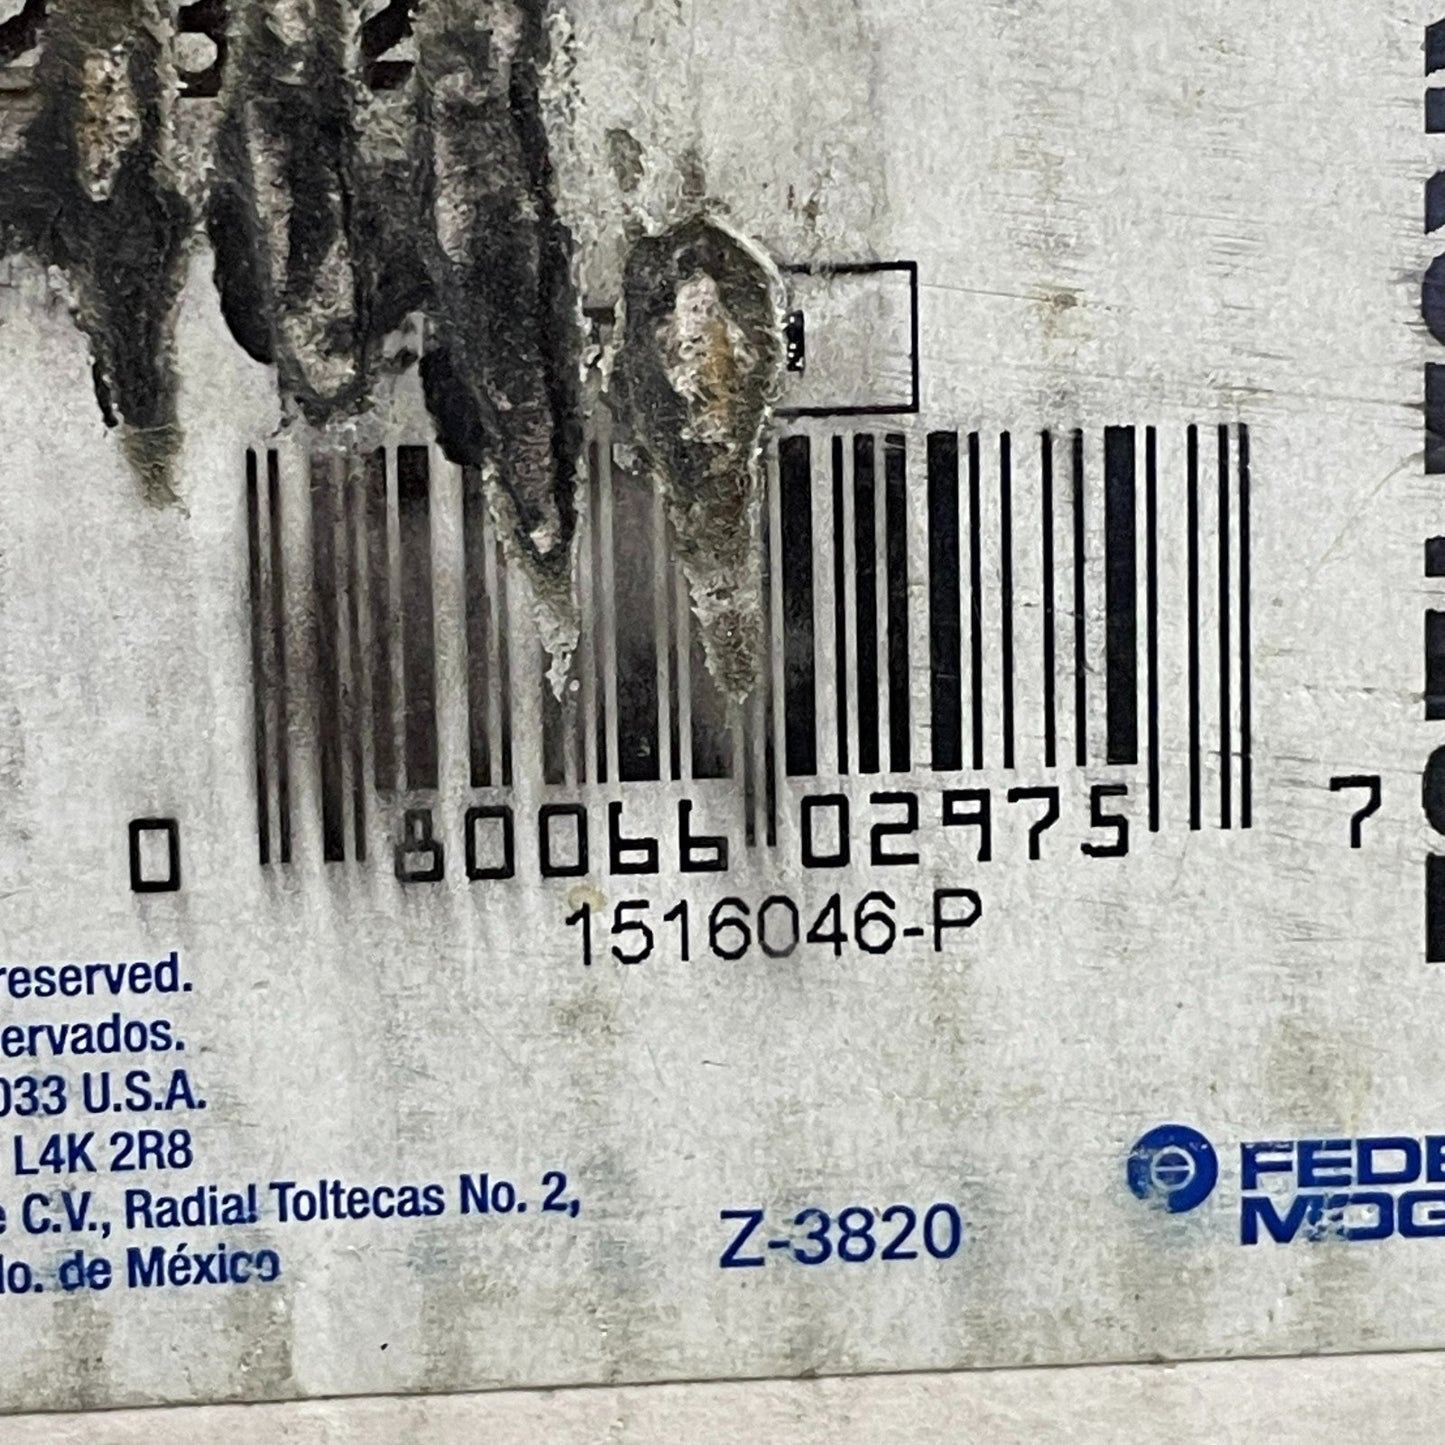 0 80066 02975 7
1516046-P
reserved.
ervados.
033 U.S.A.
L4K 2R8
e C.V., Radial Toltecas No. 2,
do. de México
Z-3820
FEDE
MOG